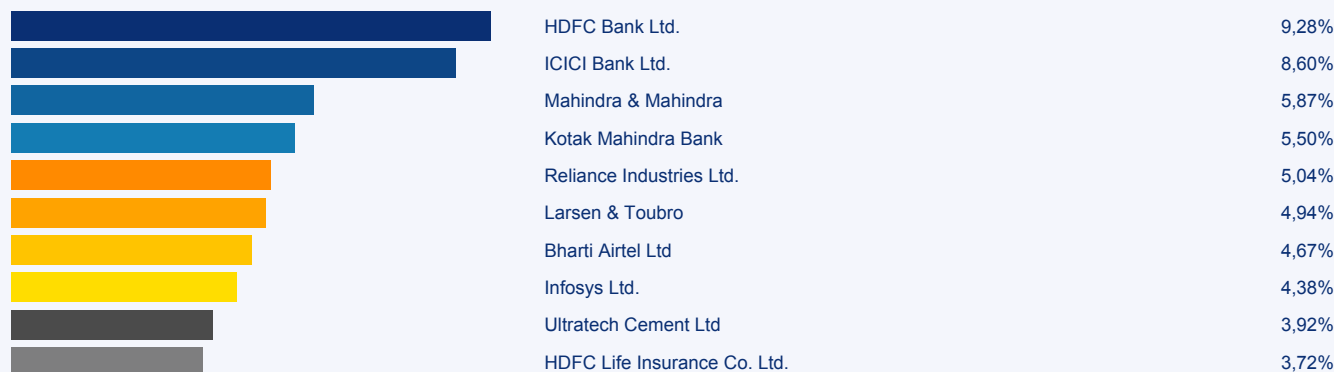 HDFC Bank Ltd. 9,28%
ICICI Bank Ltd. 8,60%
Mahindra & Mahindra 5,87%
Kotak Mahindra Bank 5,50%
Reliance Industries Ltd. 5,04%
Larsen & Toubro 4,94%
Bharti Airtel Ltd 4,67%
Infosys Ltd. 4,38%
Ultratech Cement Ltd 3,92%
HDFC Life Insurance Co. Ltd. 3,72%